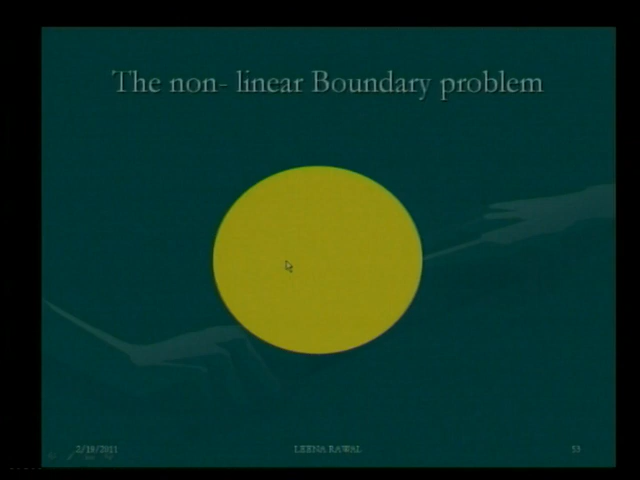 The non- linear Boundary problem
2/18/2011
LEENA RAWAL
53